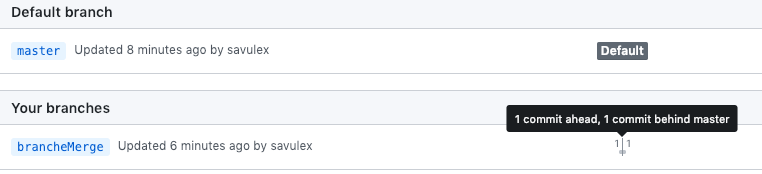 Default branch
master Updated 8 minutes ago by savulex Default
Your branches
1 commit ahead, 1 commit behind master
brancheMerge Updated 6 minutes ago by savulex 1 1